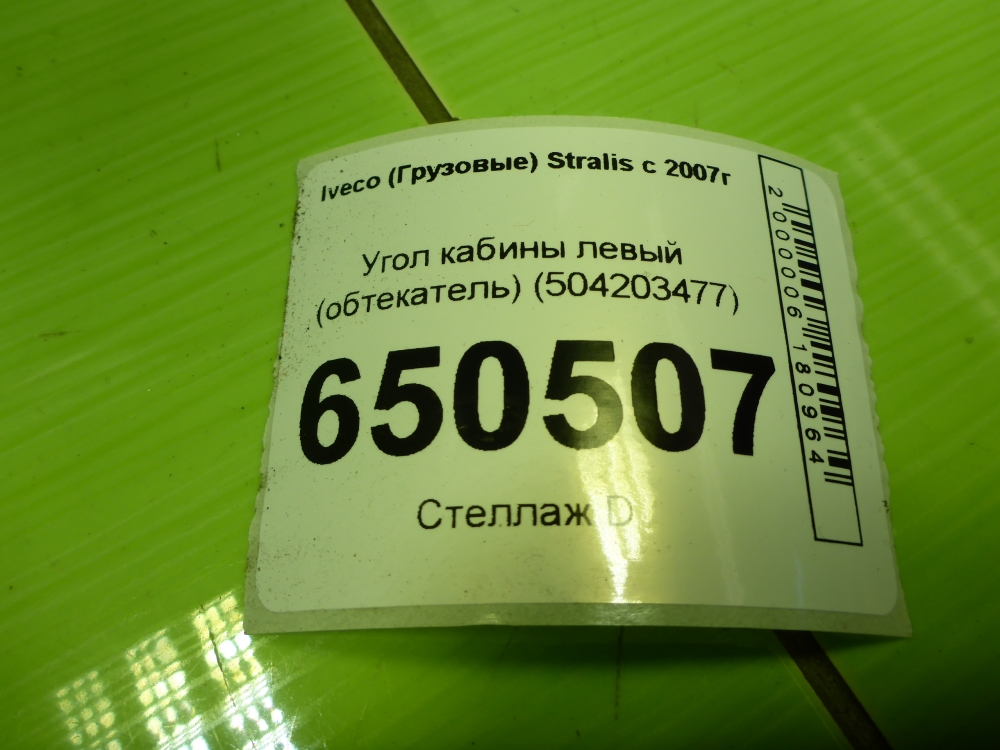 Iveco (Грузовые) Stralis с 2007г
Угол кабины левый
(обтекатель) (504203477)
650507
Стеллаж D
2000006180964